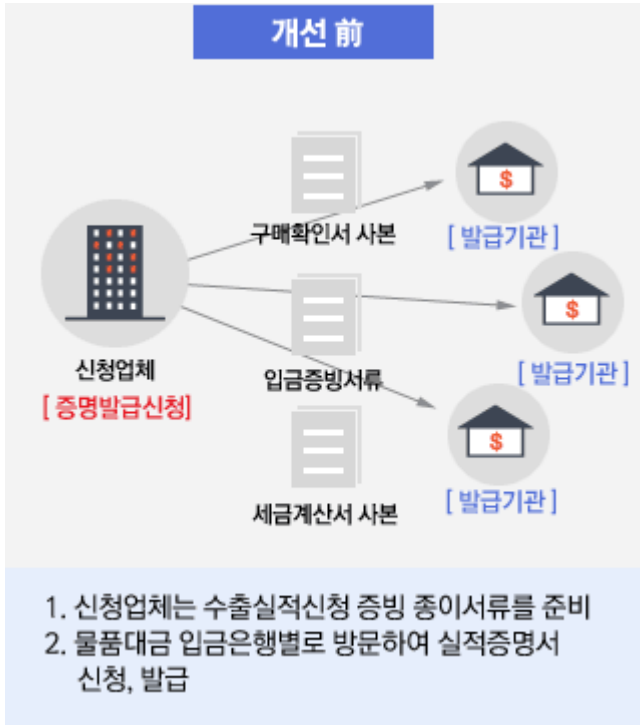 개선 前
구매확인서 사본
[ 발급기관 ]
신청업체
[ 증명발급신청]
입금증빙서류
[ 발급기관 ]
세금계산서 사본
[ 발급기관 ]
1. 신청업체는 수출실적신청 증빙 종이서류를 준비
2. 물품대금 입금은행별로 방문하여 실적증명서
신청, 발급